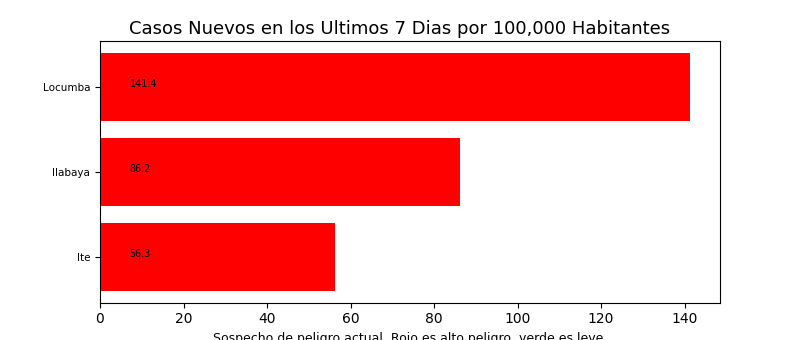 Casos Nuevos en los Ultimos 7 Dias por 100,000 Habitantes
Locumba
141.4
Ilabaya
86.2
Ite
56.3
0 20 40 60 80 100 120 140
Sospecho de peligro actual. Rojo es alto peligro, verde es leve